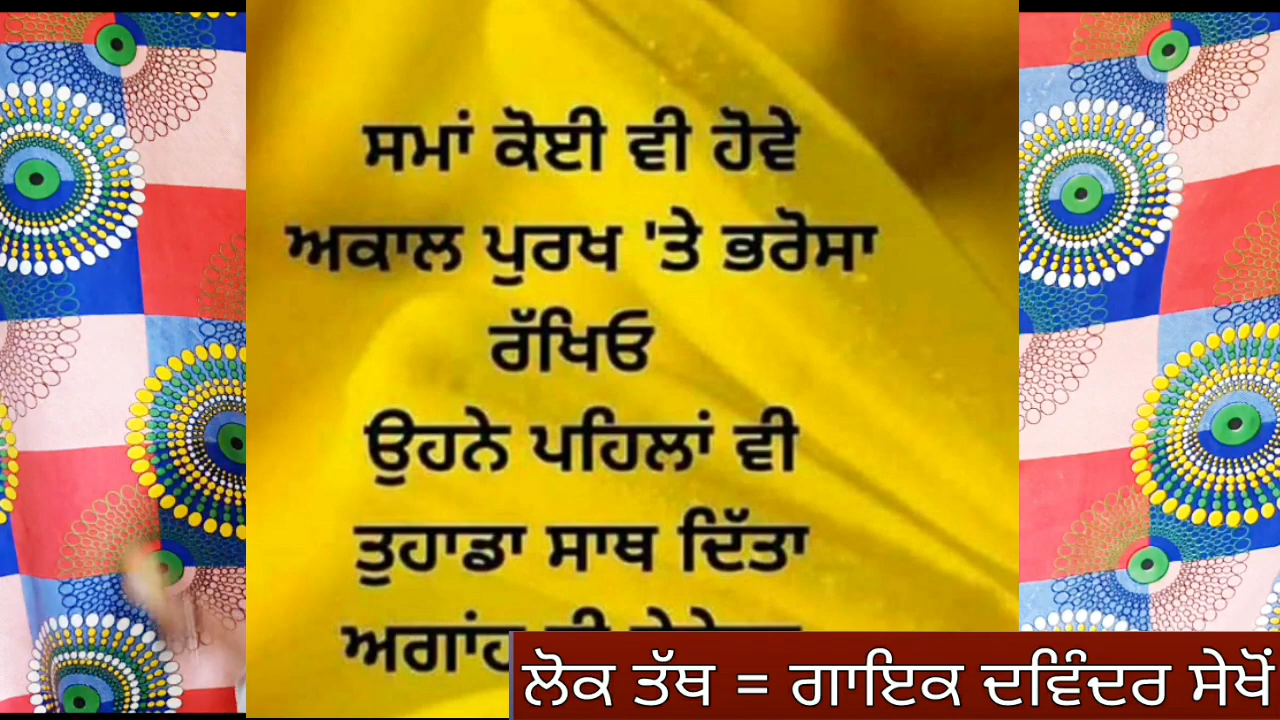 ਸਮਾਂ ਕੋਈ ਵੀ ਹੋਵੇ
ਅਕਾਲ ਪੁਰਖ 'ਤੇ ਭਰੋਸਾ
ਰੱਖਿਓ
ਉਹਨੇ ਪਹਿਲਾਂ ਵੀ
ਤੁਹਾਡਾ ਸਾਥ ਦਿੱਤਾ
ਲੋਕ ਤੱਥ = ਗਾਇਕ ਦਵਿੰਦਰ ਸੇਖੋਂ